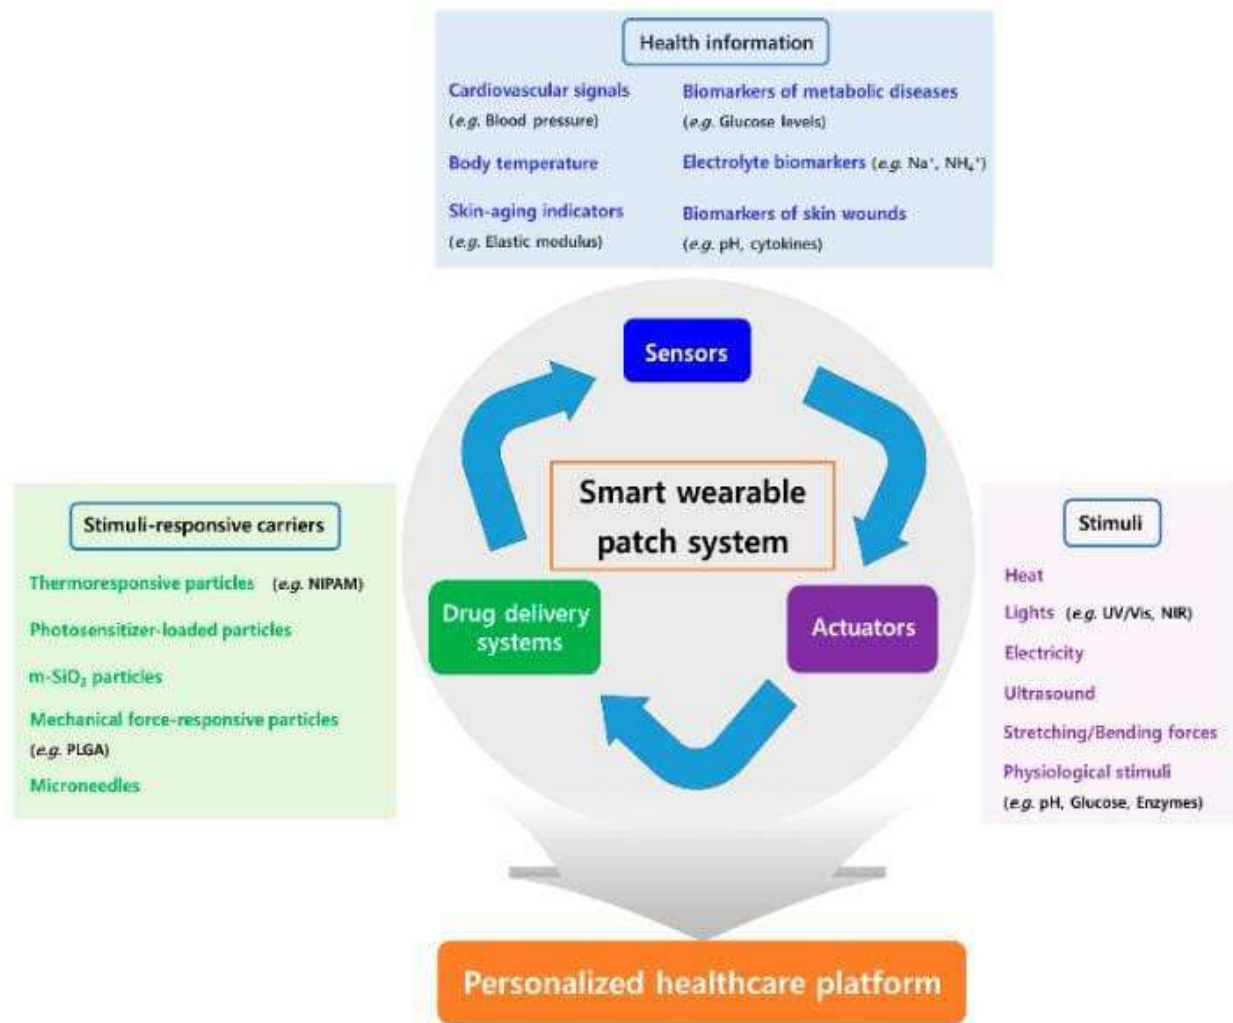 Health information
Cardiovascular signals
(e.g. Blood pressure)
Body temperature
Skin-aging indicators
(e.g. Elastic modulus)
Biomarkers of metabolic diseases
(e.g. Glucose levels)
Electrolyte biomarkers (e.g. Na⁺, NH₄⁺)
Biomarkers of skin wounds
(e.g. pH, cytokines)
Sensors
Smart wearable
patch system
Drug delivery
systems
Actuators
Stimuli-responsive carriers
Thermoresponsive particles (e.g. NIPAM)
Photosensitizer-loaded particles
m-SiO₂ particles
Mechanical force-responsive particles
(e.g. PLGA)
Microneedles
Stimuli
Heat
Lights (e.g. UV/Vis, NIR)
Electricity
Ultrasound
Stretching/Bending forces
Physiological stimuli
(e.g. pH, Glucose, Enzymes)
Personalized healthcare platform